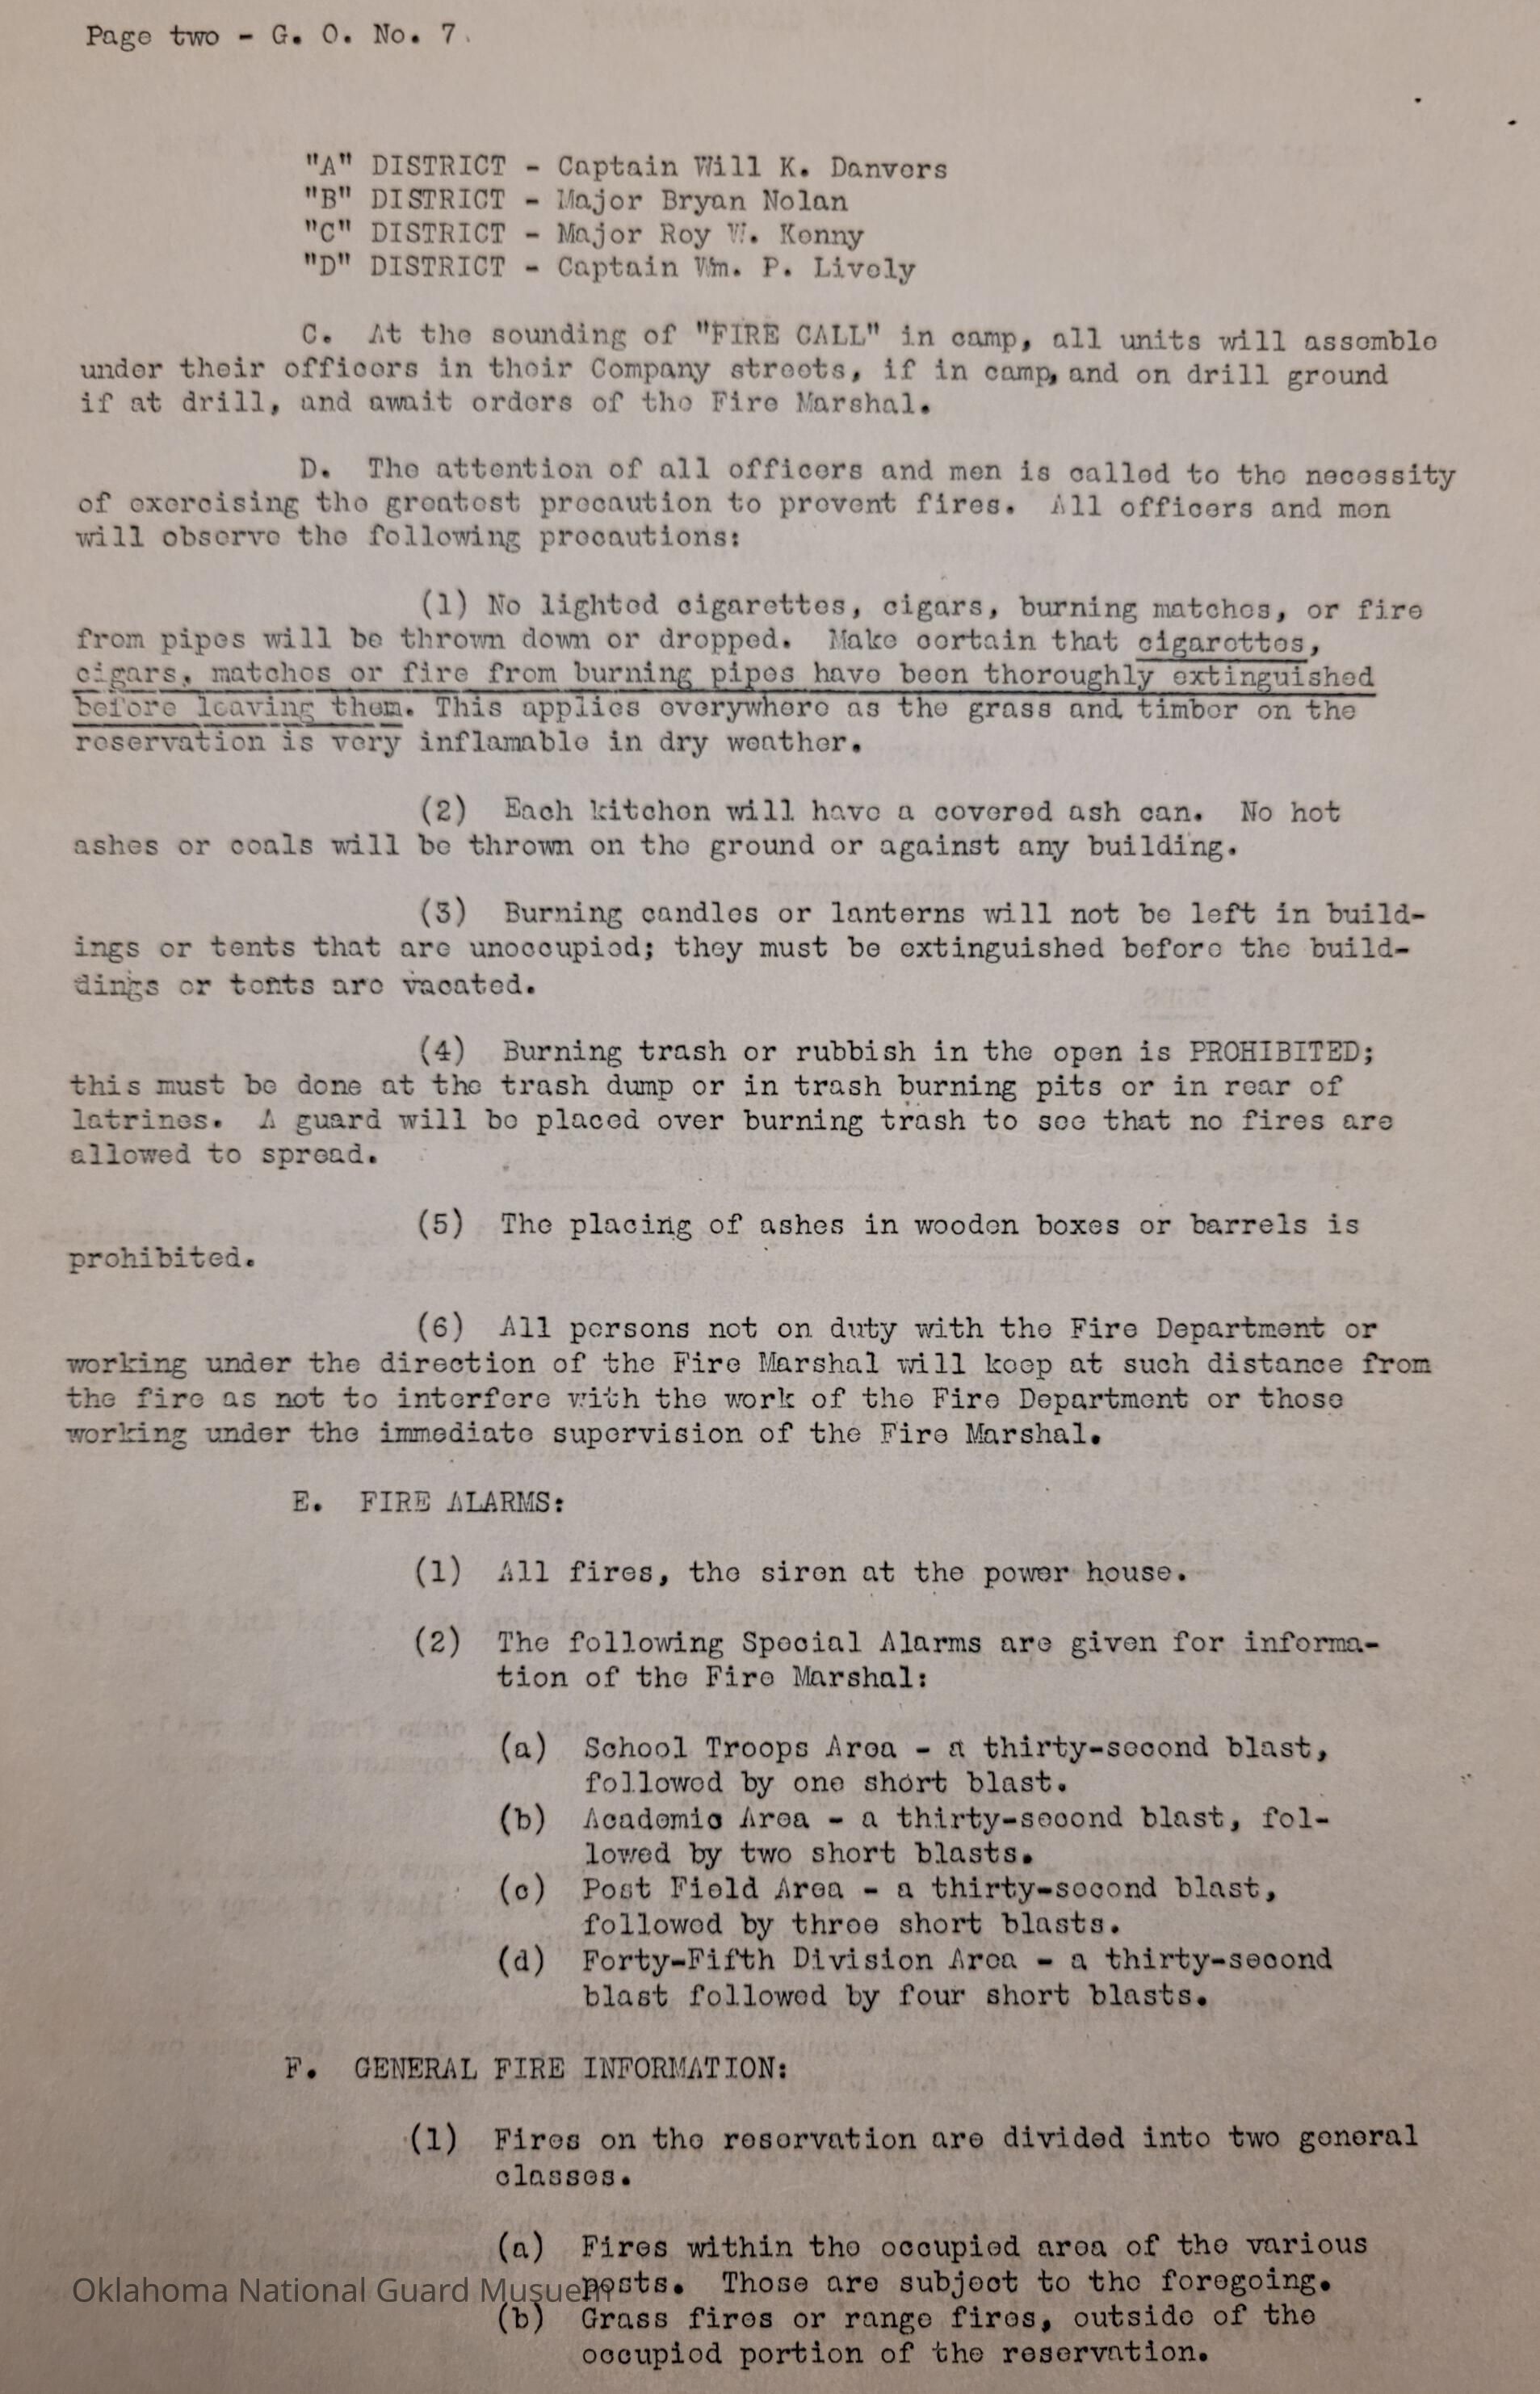 Page two - G. O. No. 7.
"A" DISTRICT - Captain Will K. Danvers
"B" DISTRICT - Major Bryan Nolan
"C" DISTRICT - Major Roy W. Kenny
"D" DISTRICT - Captain Wm. P. Lively
C. At the sounding of "FIRE CALL" in camp, all units will assemble
under their officers in their Company streets, if in camp, and on drill ground
if at drill, and await orders of the Fire Marshal.
D. The attention of all officers and men is called to the necessity
of exercising the greatest precaution to prevent fires. All officers and men
will observe the following precautions:
(1) No lighted cigarettes, cigars, burning matches, or fire
from pipes will be thrown down or dropped. Make certain that cigarettes,
cigars, matches or fire from burning pipes have been thoroughly extinguished
before leaving them. This applies everywhere as the grass and timber on the
reservation is very inflamable in dry weather.
(2) Each kitchen will have a covered ash can. No hot
ashes or coals will be thrown on the ground or against any building.
(3) Burning candles or lanterns will not be left in build-
ings or tents that are unoccupied; they must be extinguished before the build-
dings or tents are vacated.
(4) Burning trash or rubbish in the open is PROHIBITED;
this must be done at the trash dump or in trash burning pits or in rear of
latrines. A guard will be placed over burning trash to see that no fires are
allowed to spread.
(5) The placing of ashes in wooden boxes or barrels is
prohibited.
(6) All persons not on duty with the Fire Department or
working under the direction of the Fire Marshal will keep at such distance from
the fire as not to interfere with the work of the Fire Department or those
working under the immediate supervision of the Fire Marshal.
E. FIRE ALARMS:
(1) All fires, the siren at the power house.
(2) The following Special Alarms are given for informa-
tion of the Fire Marshal:
(a) School Troops Area - a thirty-second blast,
followed by one short blast.
(b) Academic Area - a thirty-second blast, fol-
lowed by two short blasts.
(c) Post Field Area - a thirty-second blast,
followed by three short blasts.
(d) Forty-Fifth Division Area - a thirty-second
blast followed by four short blasts.
F. GENERAL FIRE INFORMATION:
(1) Fires on the reservation are divided into two general
classes.
(a) Fires within the occupied area of the various
posts. Those are subject to the foregoing.
Oklahoma National Guard Musuem
(b) Grass fires or range fires, outside of the
occupied portion of the reservation.